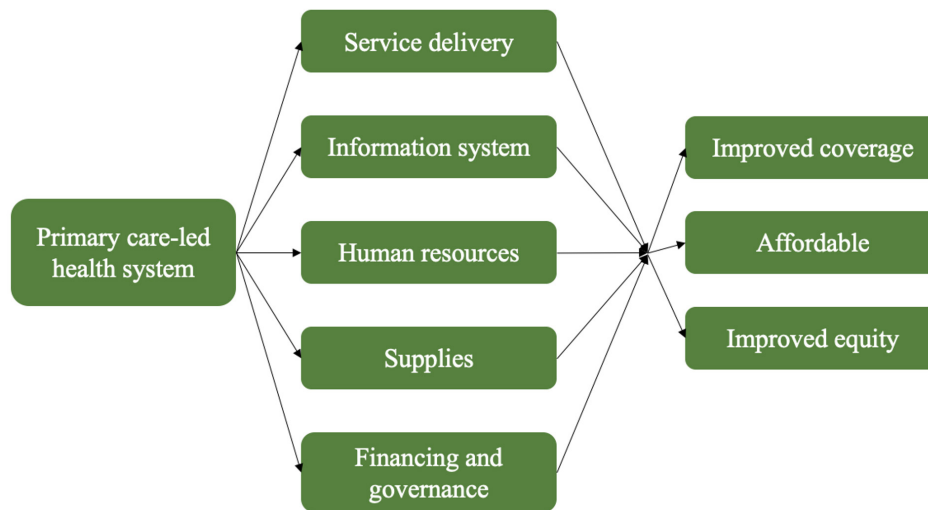 Primary care-led
health system
Service delivery
Information system
Human resources
Supplies
Financing and
governance
Improved coverage
Affordable
Improved equity